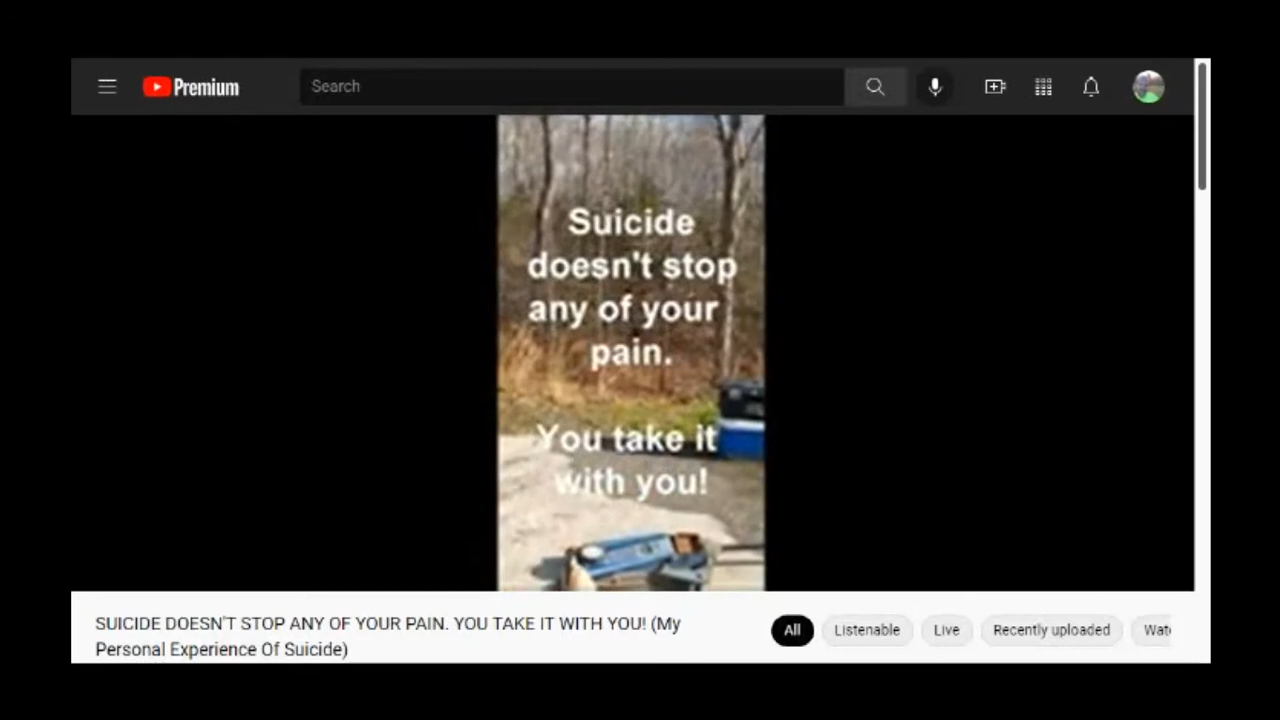 Premium
Search
Suicide
doesn't stop
any of your
pain.
You take it
with you!
SUICIDE DOESN'T STOP ANY OF YOUR PAIN. YOU TAKE IT WITH YOU! (My
Personal Experience Of Suicide)
All
Listenable
Live
Recently uploaded
Wat